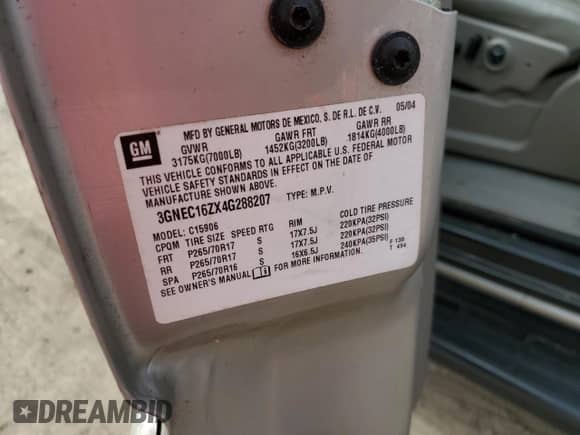 GM
MFD BY GENERAL MOTORS DE MEXICO, S. DE R.L. DE C.V. 05/04
GVWR GAWR FRT GAWR RR
3175KG(7000LB) 1452KG(3200LB) 1814KG(4000LB)
THIS VEHICLE CONFORMS TO ALL APPLICABLE U.S. FEDERAL MOTOR
VEHICLE SAFETY STANDARDS IN EFFECT ON THE DATE OF
MANUFACTURE SHOWN ABOVE.
3GNEC16ZX4G288207 TYPE: M.P.V.
MODEL: C15906
CPQM TIRE SIZE SPEED RTG RIM COLD TIRE PRESSURE
FRT P265/70R17 S 17X7.5J 220KPA(32PSI)
RR P265/70R17 S 17X7.5J 220KPA(32PSI)
SPA P265/70R16 S 16X6.5J 240KPA(35PSI)
SEE OWNER'S MANUAL FOR MORE INFORMATION.
F 130
T 494
DREAMBID